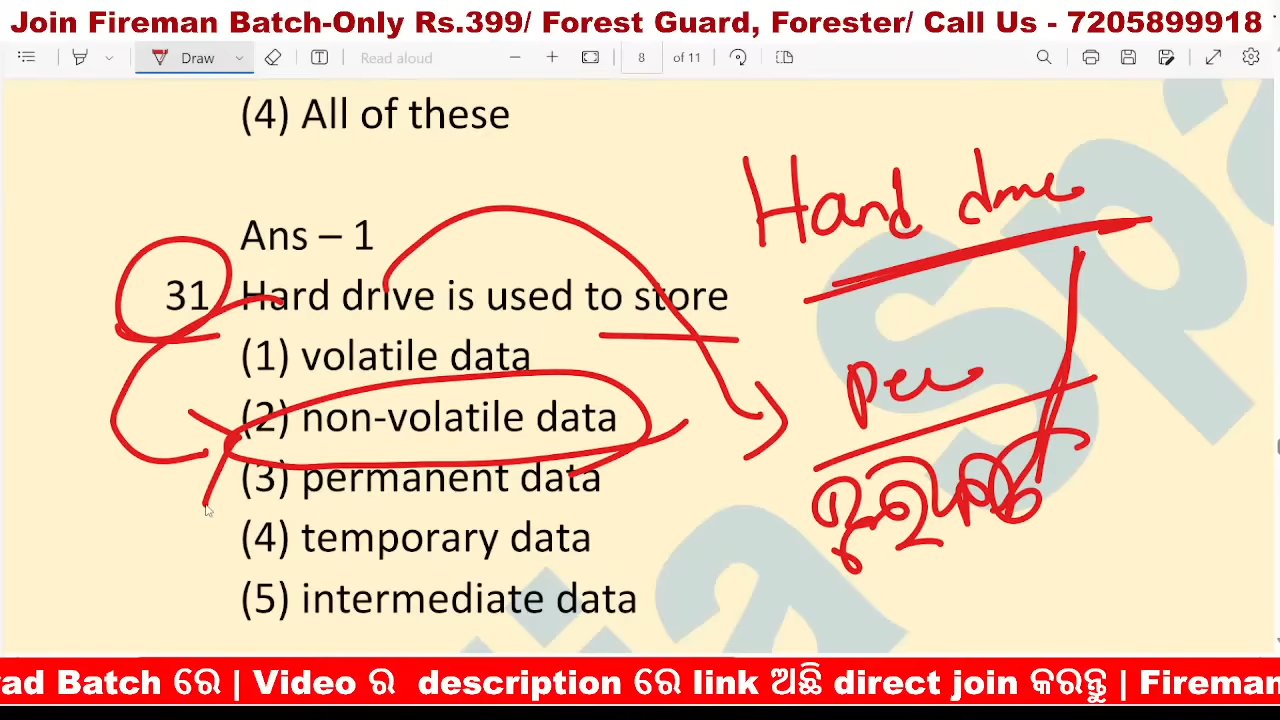 Join Fireman Batch-Only Rs.399/ Forest Guard, Forester/ Call Us - 7205899918
Draw Read aloud 8 of 11
(4) All of these
Hard drive
Ans – 1
31 Hard drive is used to store
(1) volatile data
per
(2) non-volatile data
(3) permanent data
(4) temporary data
(5) intermediate data
Batch ରେ | Video ର description ରେ link ଅଛି direct join କରନ୍ତୁ |